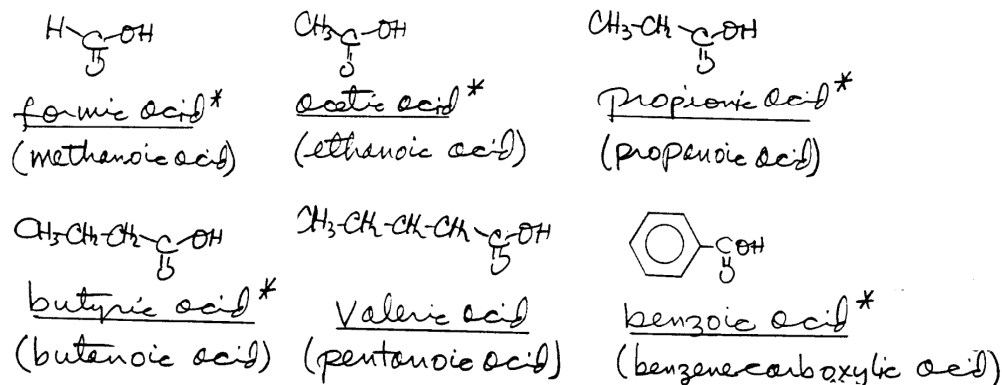 H C OH
O
formic acid*
(methanoic acid)
CH₃ C OH
O
acetic acid*
(ethanoic acid)
CH₃-CH₂ C OH
O
propionic acid*
(propanoic acid)
CH₃-CH₂-CH₂ C OH
O
butyric acid*
(butanoic acid)
CH₃-CH₂-CH₂-CH₂ C OH
O
valeric acid
(pentanoic acid)
C OH
O
benzoic acid*
(benzenecarboxylic acid)